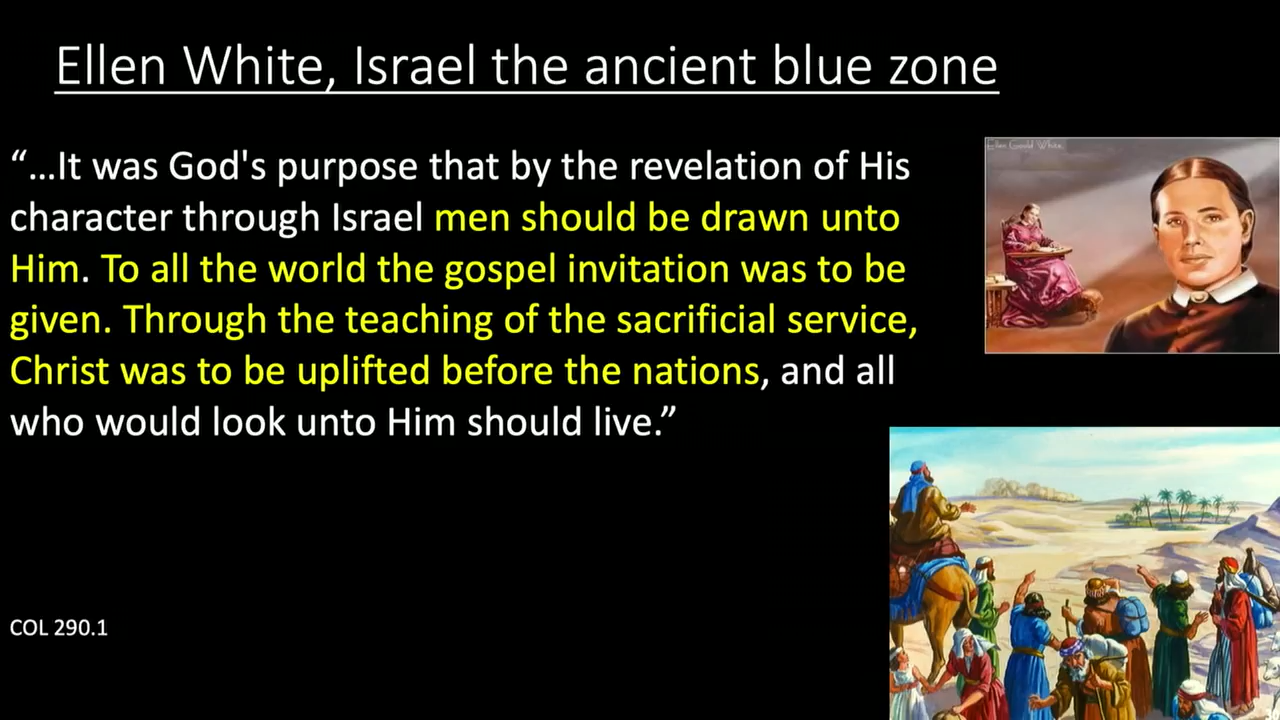 Ellen White, Israel the ancient blue zone
“…It was God's purpose that by the revelation of His
character through Israel men should be drawn unto
Him. To all the world the gospel invitation was to be
given. Through the teaching of the sacrificial service,
Christ was to be uplifted before the nations, and all
who would look unto Him should live.”
Ellen Gould White
COL 290.1